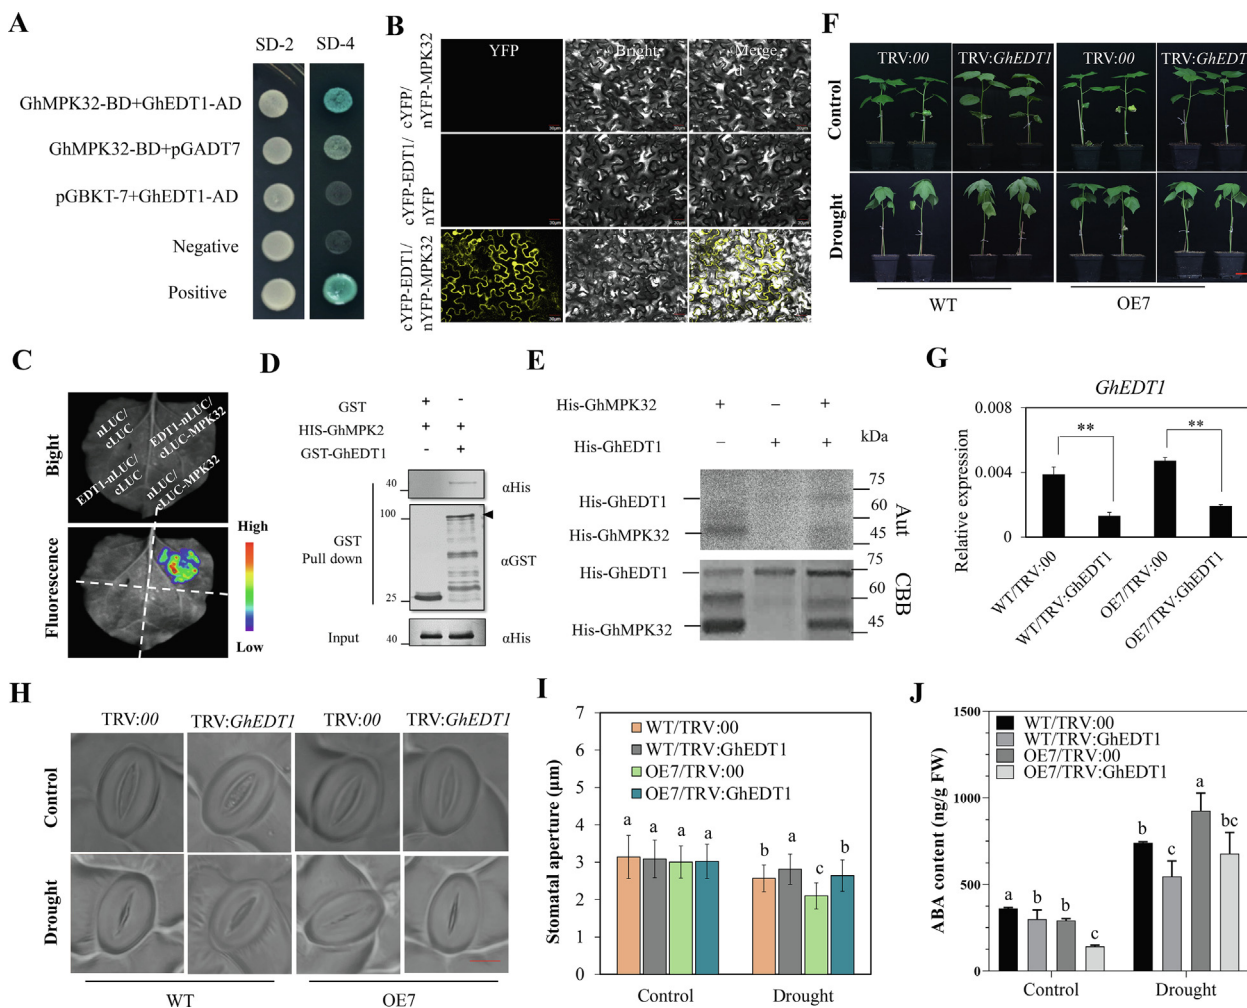 A
SD-2
SD-4
GhMPK32-BD+GhEDT1-AD
GhMPK32-BD+pGADT7
pGBKT-7+GhEDT1-AD
Negative
Positive
B
YFP
Bright
Merge
d
cYFP/
nYFP-MPK32
cYFP-EDT1/
nYFP
cYFP-EDT1/
nYFP-MPK32
F
TRV:00
TRV:GhEDT1
TRV:00
TRV:GhEDT
Control
Drought
WT
OE7
C
Bight
nLUC/
cLUC
EDT1-nLUC/
cLUC-MPK32
EDT1-nLUC/
cLUC
nLUC/
cLUC-MPK32
Fluorescence
High
Low
D
GST + -
HIS-GhMPK2 + +
GST-GhEDT1 - +
40
αHis
100
GST
Pull down
αGST
25
Input
40
αHis
E
His-GhMPK32 + – +
His-GhEDT1 – + +
kDa
75
His-GhEDT1
60
His-GhMPK32
45
Aut
75
His-GhEDT1
60
His-GhMPK32
45
CBB
G
GhEDT1
Relative expression
0.008
0.004
0
**
**
WT/TRV:00
WT/TRV:GhEDT1
OE7/TRV:00
OE7/TRV:GhEDT1
H
TRV:00
TRV:GhEDT1
TRV:00
TRV:GhEDT1
Control
Drought
WT
OE7
I
Stomatal aperture (μm)
7
6
5
4
3
2
1
0
WT/TRV:00
WT/TRV:GhEDT1
OE7/TRV:00
OE7/TRV:GhEDT1
a a a a
b a c b
Control
Drought
J
ABA content (ng/g FW)
1500
750
500
250
0
WT/TRV:00
WT/TRV:GhEDT1
OE7/TRV:00
OE7/TRV:GhEDT1
a b b c
b c a bc
Control
Drought